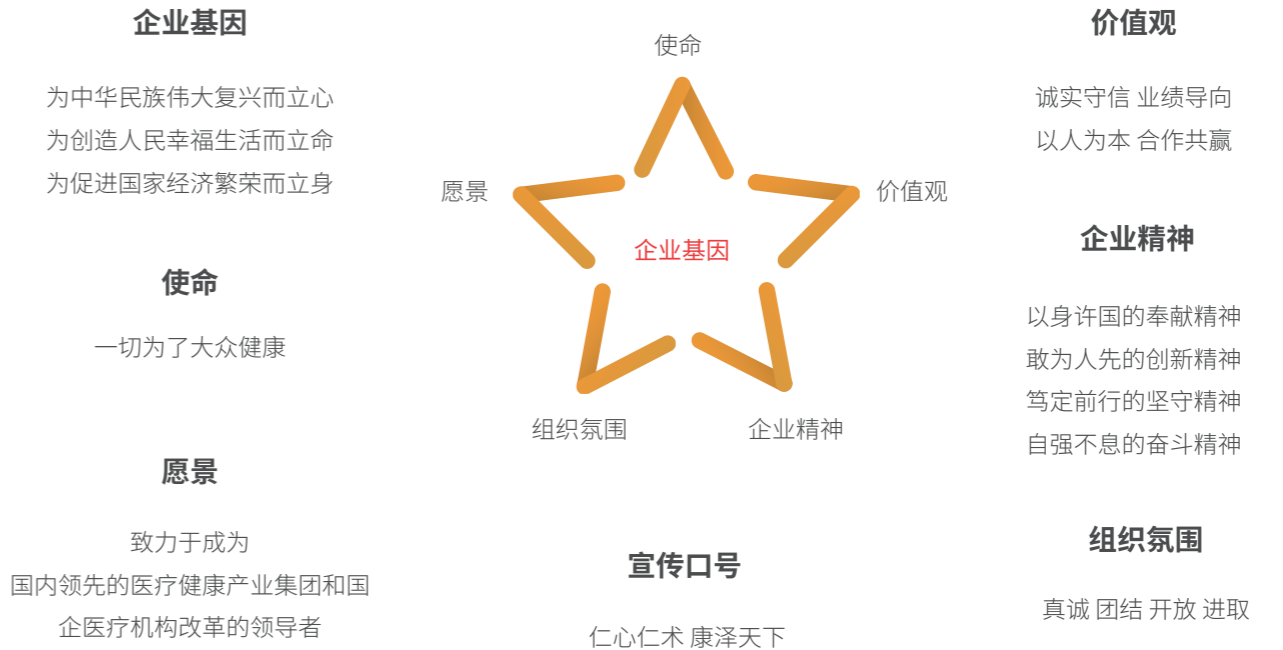 企业基因
为中华民族伟大复兴而立心
为创造人民幸福生活而立命
为促进国家经济繁荣而立身
使命
一切为了大众健康
愿景
致力于成为
国内领先的医疗健康产业集团和国
企医疗机构改革的领导者
使命
愿景
价值观
企业基因
组织氛围
企业精神
宣传口号
仁心仁术 康泽天下
价值观
诚实守信 业绩导向
以人为本 合作共赢
企业精神
以身许国的奉献精神
敢为人先的创新精神
笃定前行的坚守精神
自强不息的奋斗精神
组织氛围
真诚 团结 开放 进取